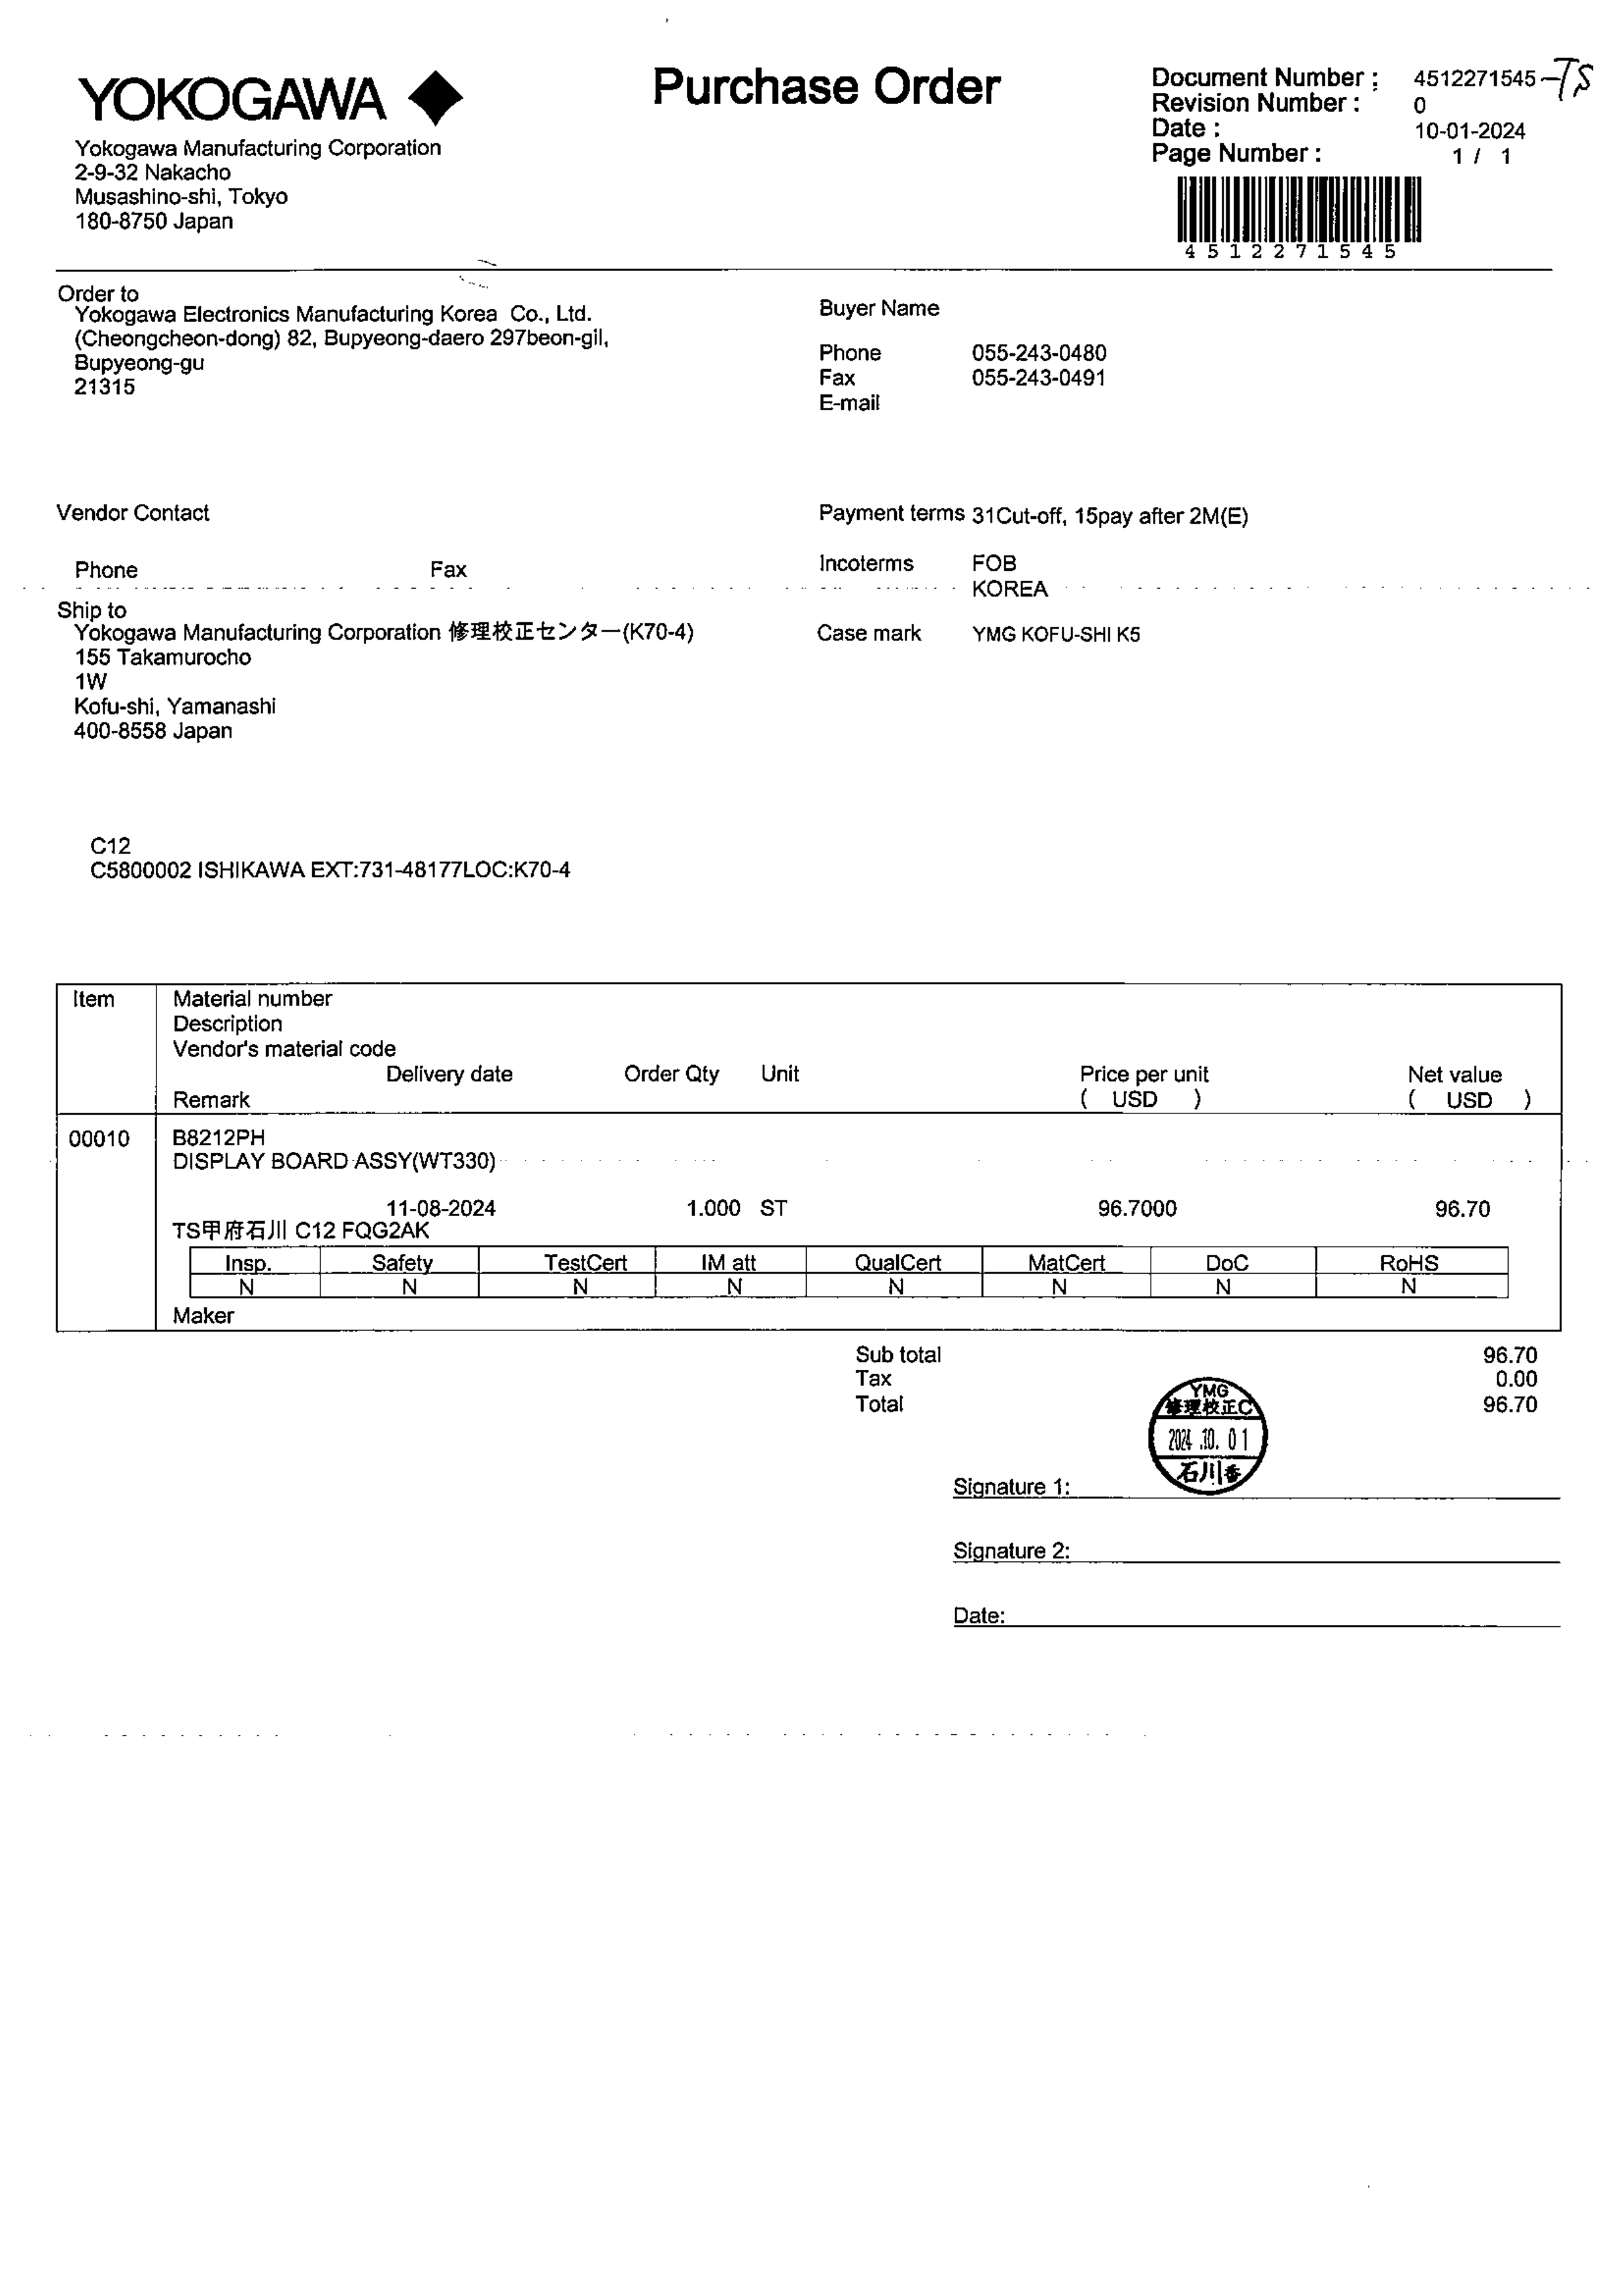 YOKOGAWA
Purchase Order
Yokogawa Manufacturing Corporation
2-9-32 Nakacho
Musashino-shi, Tokyo
180-8750 Japan
Document Number : 4512271545-TS
Revision Number : 0
Date : 10-01-2024
Page Number : 1 / 1
4512271545
Order to
Yokogawa Electronics Manufacturing Korea Co., Ltd.
(Cheongcheon-dong) 82, Bupyeong-daero 297beon-gil,
Bupyeong-gu
21315
Buyer Name
Phone 055-243-0480
Fax 055-243-0491
E-mail
Vendor Contact
Phone Fax
Payment terms 31Cut-off, 15pay after 2M(E)
Incoterms FOB
KOREA
Ship to
Yokogawa Manufacturing Corporation 修理校正センター(K70-4)
155 Takamurocho
1W
Kofu-shi, Yamanashi
400-8558 Japan
Case mark YMG KOFU-SHI K5
C12
C5800002 ISHIKAWA EXT:731-48177LOC:K70-4
Item Material number
Description
Vendor's material code
Delivery date Order Qty Unit Price per unit Net value
Remark ( USD ) ( USD )
00010 B8212PH
DISPLAY BOARD ASSY(WT330)
11-08-2024 1.000 ST 96.7000 96.70
TS甲府石川 C12 FQG2AK
Insp. Safety TestCert IM att QualCert MatCert DoC RoHS
N N N N N N N N
Maker
Sub total 96.70
Tax 0.00
Total 96.70
YMG
修理校正C
2024.10.01
石川香
Signature 1:
Signature 2:
Date: